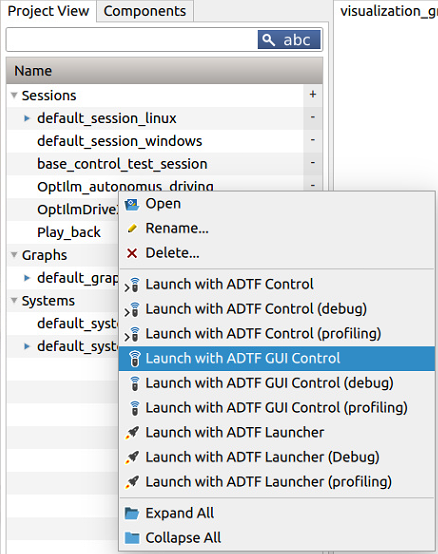 Project View Components visualization_gr
abc
Name
Sessions +
default_session_linux -
default_session_windows -
base_control_test_session -
OptIlm_autonomus_driving -
OptIlmDrive
Play_back
Graphs
default_grap
Systems
default_syste
default_syste
Open
Rename...
Delete...
Launch with ADTF Control
Launch with ADTF Control (debug)
Launch with ADTF Control (profiling)
Launch with ADTF GUI Control
Launch with ADTF GUI Control (debug)
Launch with ADTF GUI Control (profiling)
Launch with ADTF Launcher
Launch with ADTF Launcher (Debug)
Launch with ADTF Launcher (profiling)
Expand All
Collapse All